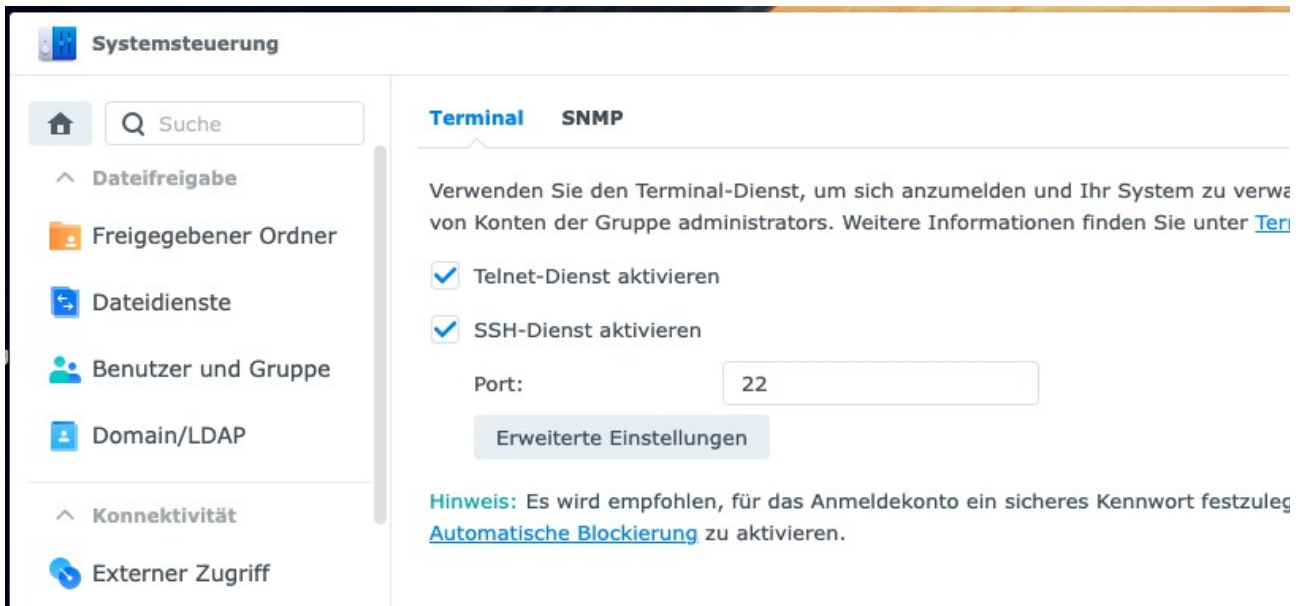 Systemsteuerung
Suche
Dateifreigabe
Freigegebener Ordner
Dateidienste
Benutzer und Gruppe
Domain/LDAP
Konnektivität
Externer Zugriff
Terminal SNMP
Verwenden Sie den Terminal-Dienst, um sich anzumelden und Ihr System zu
von Konten der Gruppe administrators. Weitere Informationen finden Sie unter
Telnet-Dienst aktivieren
SSH-Dienst aktivieren
Port: 22
Erweiterte Einstellungen
Hinweis: Es wird empfohlen, für das Anmeldekonto ein sicheres Kennwort
Automatische Blockierung zu aktivieren.